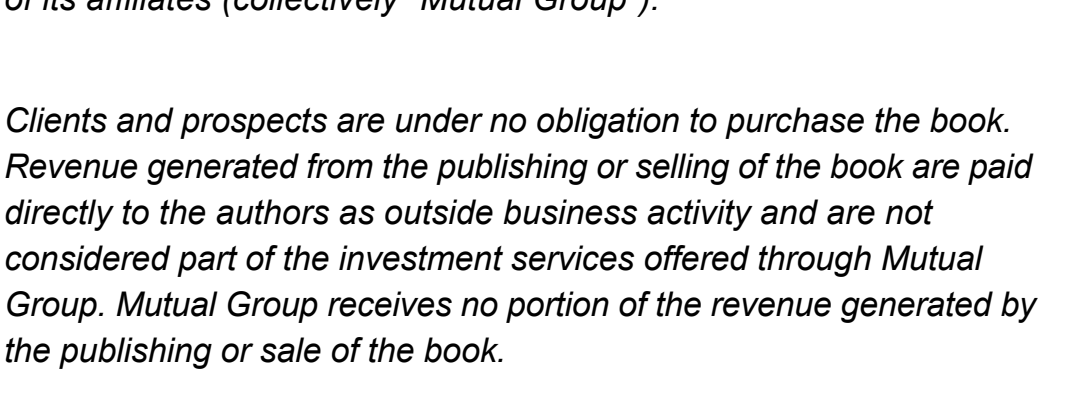 of its affiliates (collectively "Mutual Group").
Clients and prospects are under no obligation to purchase the book.
Revenue generated from the publishing or selling of the book are paid
directly to the authors as outside business activity and are not
considered part of the investment services offered through Mutual
Group. Mutual Group receives no portion of the revenue generated by
the publishing or sale of the book.